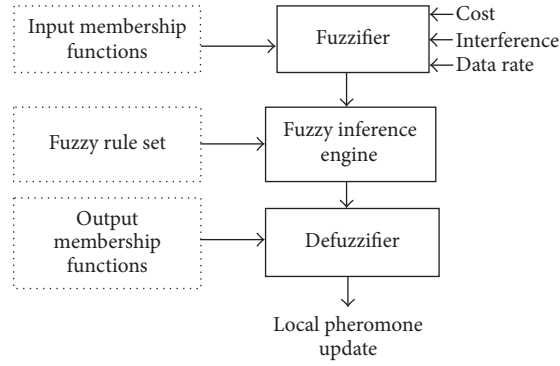 Input membership
functions
Fuzzifier
Cost
Interference
Data rate
Fuzzy rule set
Fuzzy inference
engine
Output
membership
functions
Defuzzifier
Local pheromone
update